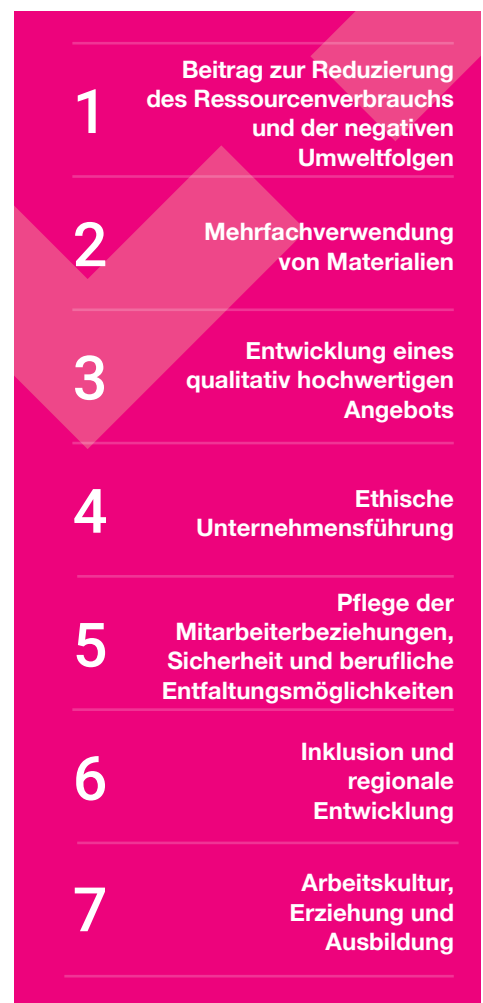 1
Beitrag zur Reduzierung
des Ressourcenverbrauchs
und der negativen
Umweltfolgen
2
Mehrfachverwendung
von Materialien
3
Entwicklung eines
qualitativ hochwertigen
Angebots
4
Ethische
Unternehmensführung
5
Pflege der
Mitarbeiterbeziehungen,
Sicherheit und berufliche
Entfaltungsmöglichkeiten
6
Inklusion und
regionale
Entwicklung
7
Arbeitskultur,
Erziehung und
Ausbildung